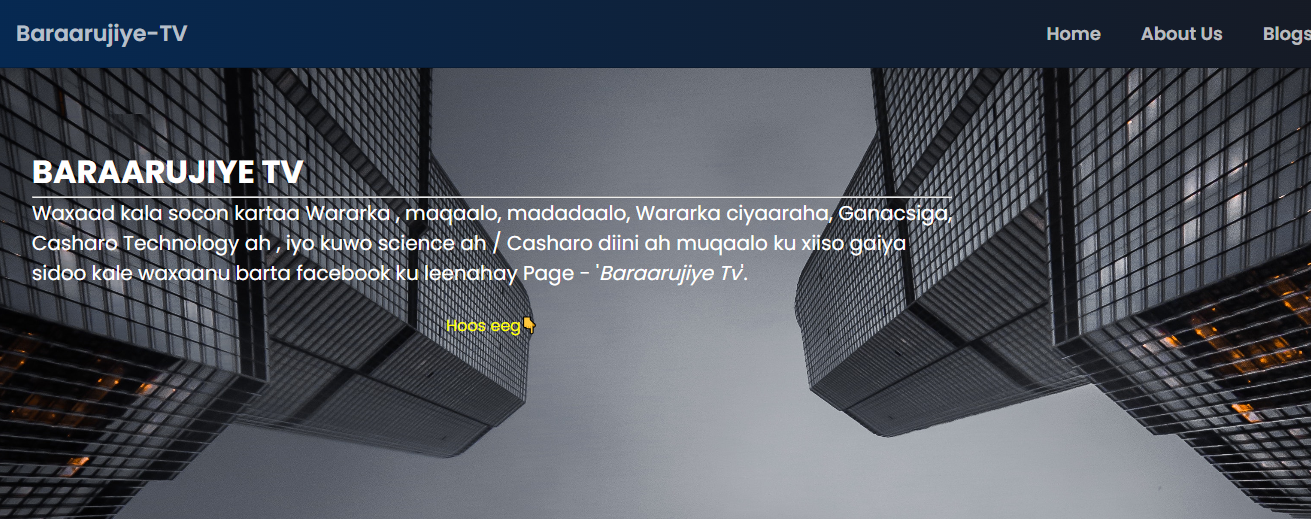 Baraarujiye-TV
Home About Us Blogs
BARAARUJIYE TV
Waxaad kala socon kartaa Wararka , maqaalo, madadaalo, Wararka ciyaaraha, Ganacsiga,
Casharo Technology ah , iyo kuwo science ah / Casharo diini ah muqaalo ku xiiso gaiya
sidoo kale waxaanu barta facebook ku leenahay Page - 'Baraarujiye Tv'.
Hoos eeg👇